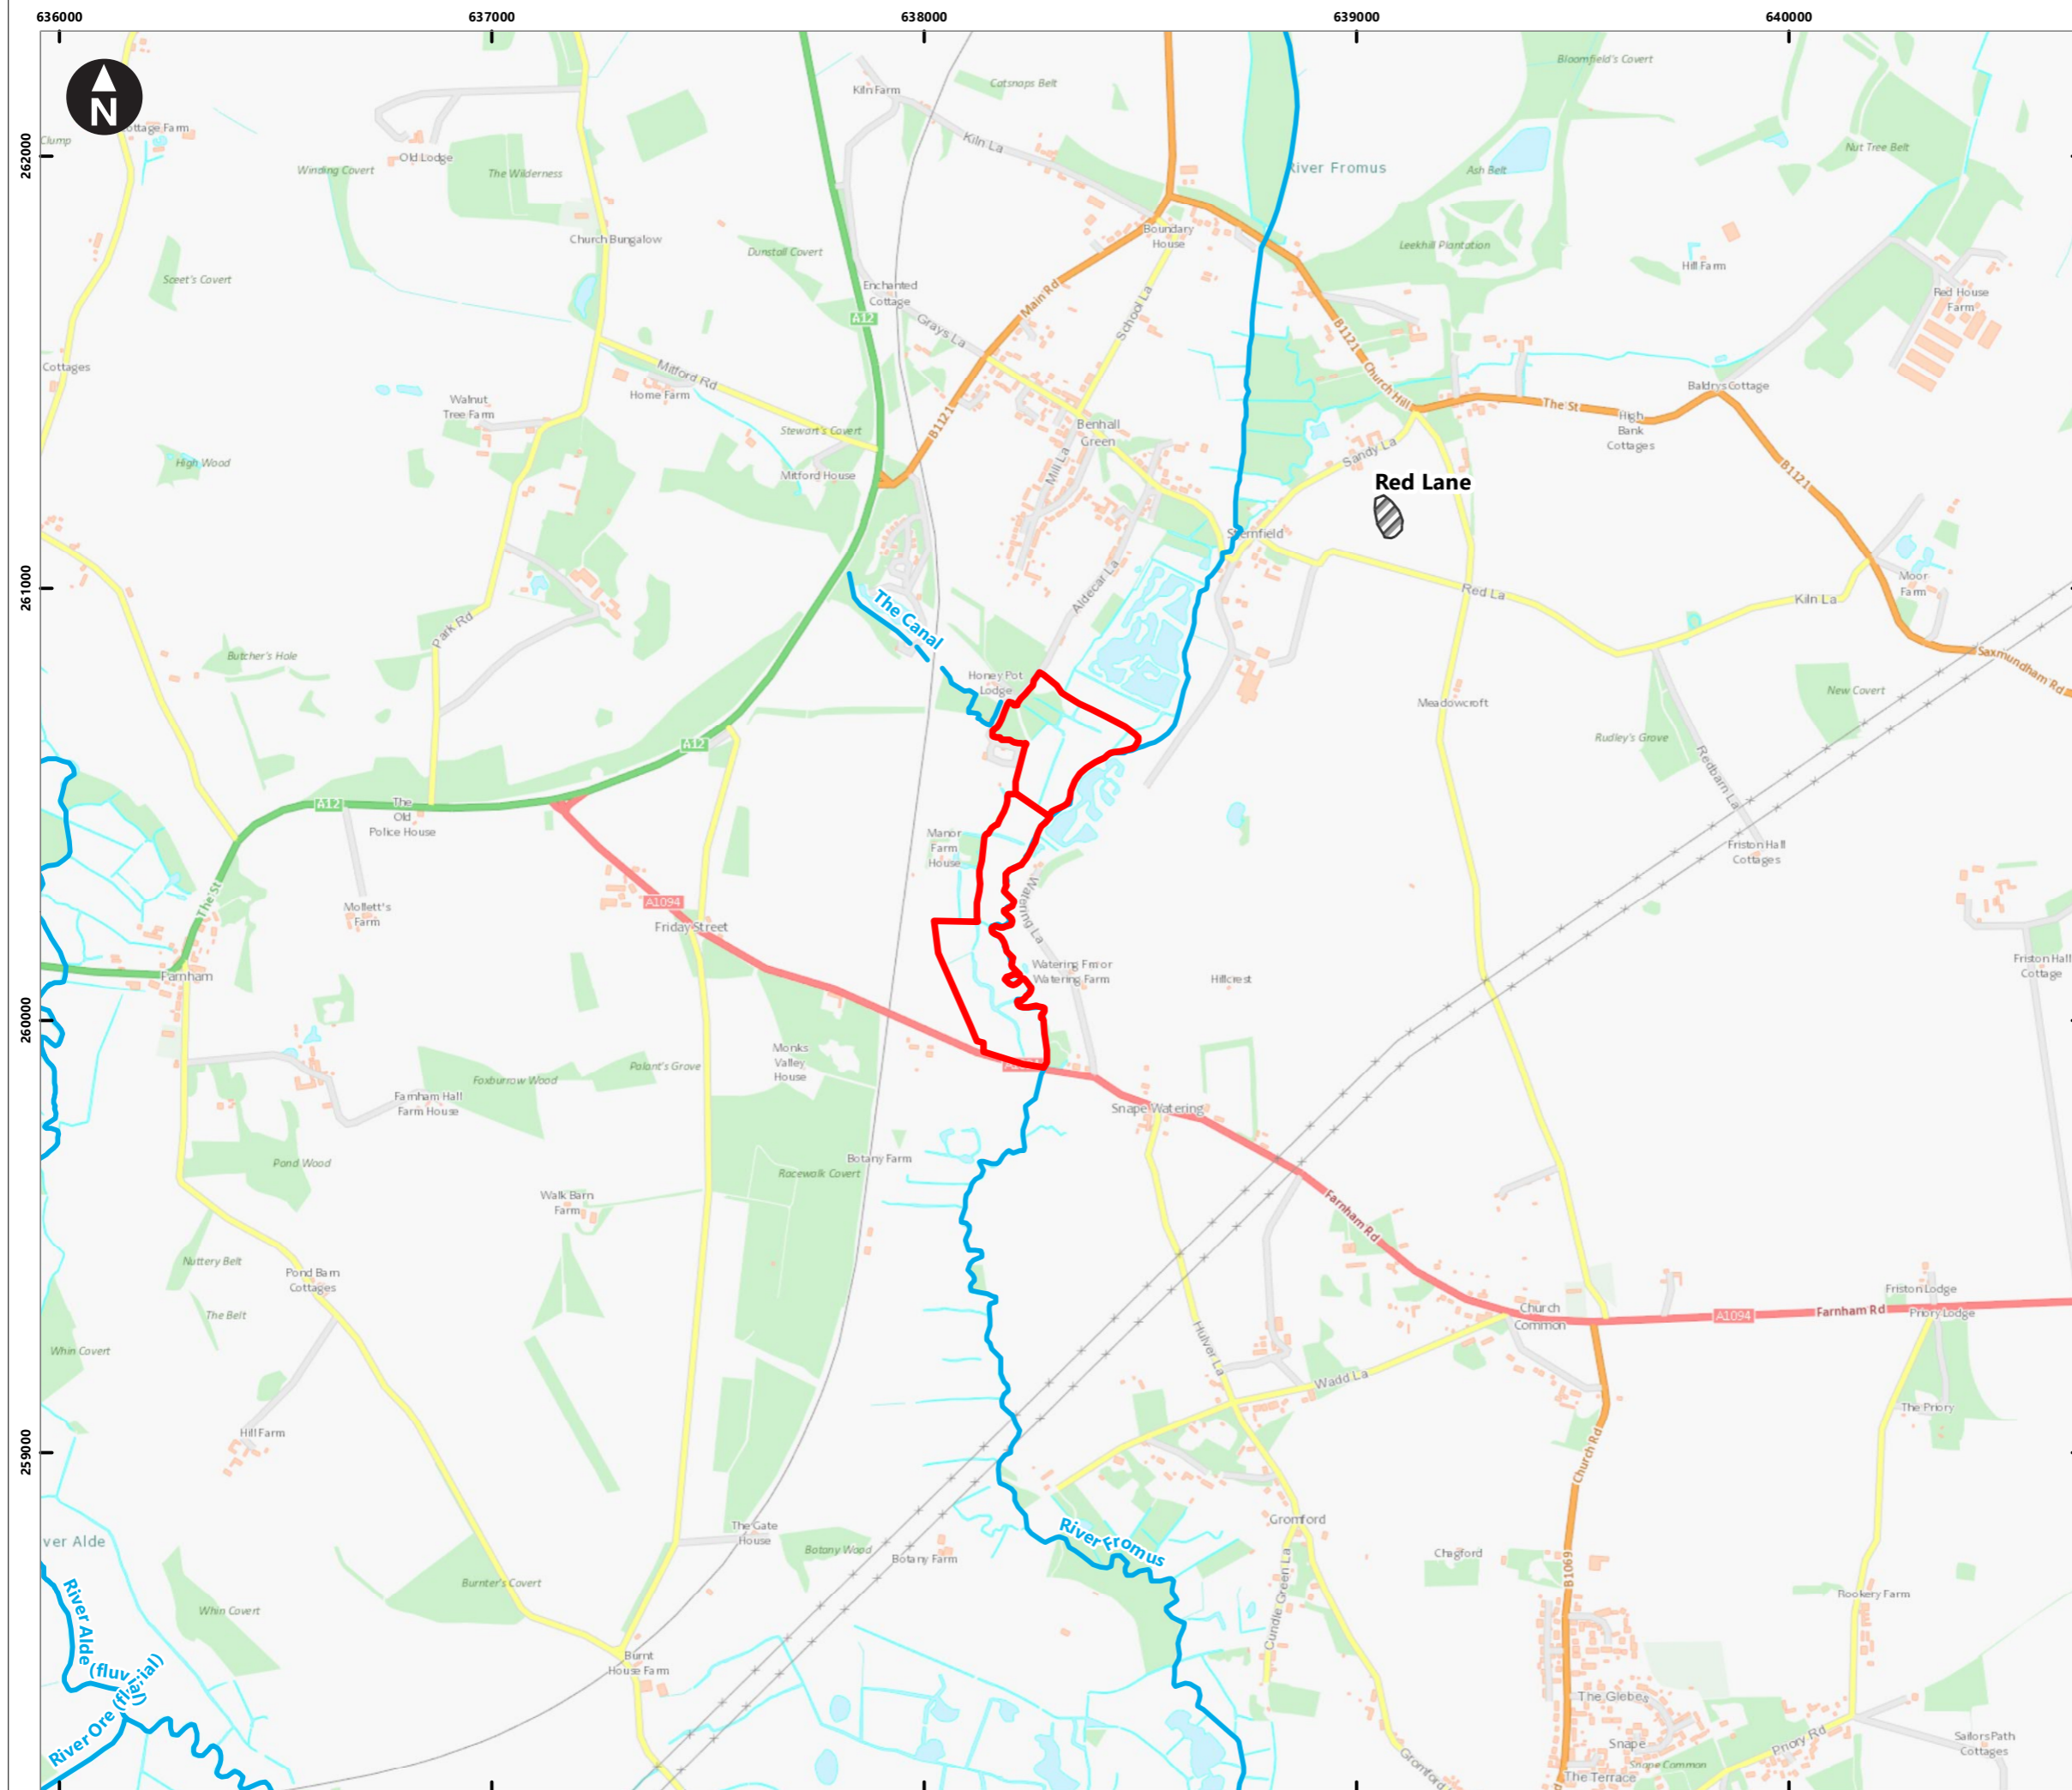 636000
637000
638000
639000
640000
262000
261000
260000
259000
N
Bloomfield's Covert
Kiln Farm
Catsnaps Belt
ottage Farm
Clump
Old Lodge
Winding Covert
The Wilderness
Kiln La
River Fromus
Ash Belt
Nut Tree Belt
Church Bungalow
Boundary
House
Dunstall Covert
Leekhill Plantation
Sceet's Covert
Hill Farm
Enchanted
Cottage
Red House
Farm
Main Rd
School La
A12
Grays La
B1121
Church Hill
Cottages
Mitford Rd
Home Farm
Walnut
Tree Farm
Baldrys Cottage
The St
High
Bank
Cottages
B1121
Stewart's Covert
Benhall
Green
Sandy La
High Wood
Mitford House
Mill La
B1121
Red Lane
Sternfield
Aldecar La
Red La
Kiln La
Moor
Farm
The Canal
Park Rd
Butcher's Hole
Saxmundham Rd
Honey Pot
Lodge
Meadowcroft
New Covert
Rudley's Grove
A12
Redbarn La
A12
The
Old
Police House
Manor
Farm
House
Friston Hall
Cottages
The St
Mollett's
Farm
A1094
Friday Street
Watering La
Farnham
Watering Farm
Hillcrest
Friston Hall
Cottage
Monks
Valley
House
Palant's Grove
Foxburrow Wood
Farnham Hall
Farm House
Snape Watering
Pond Wood
Botany Farm
Racewalk Covert
Walk Barn
Farm
Farnham Rd
Nuttery Belt
Pond Barn
Cottages
Friston Lodge
Priory Lodge
The Belt
Church
Common
A1094
Farnham Rd
Whin Covert
Hulver La
Wadd La
The Priory
Hill Farm
Church Rd
The Gate
House
Gromford
River Fromus
ver Alde
Botany Wood
Botany Farm
Chagford
B1069
Burnter's Covert
Rookery Farm
Whin Covert
River Alde
(fluvial)
Cundle Green La
Burnt
House Farm
River Ore (fluvial)
The Glebe
Snape
Priory Rd
Sailors Path
Cottages
Gromford
Snape Common
The Terrace